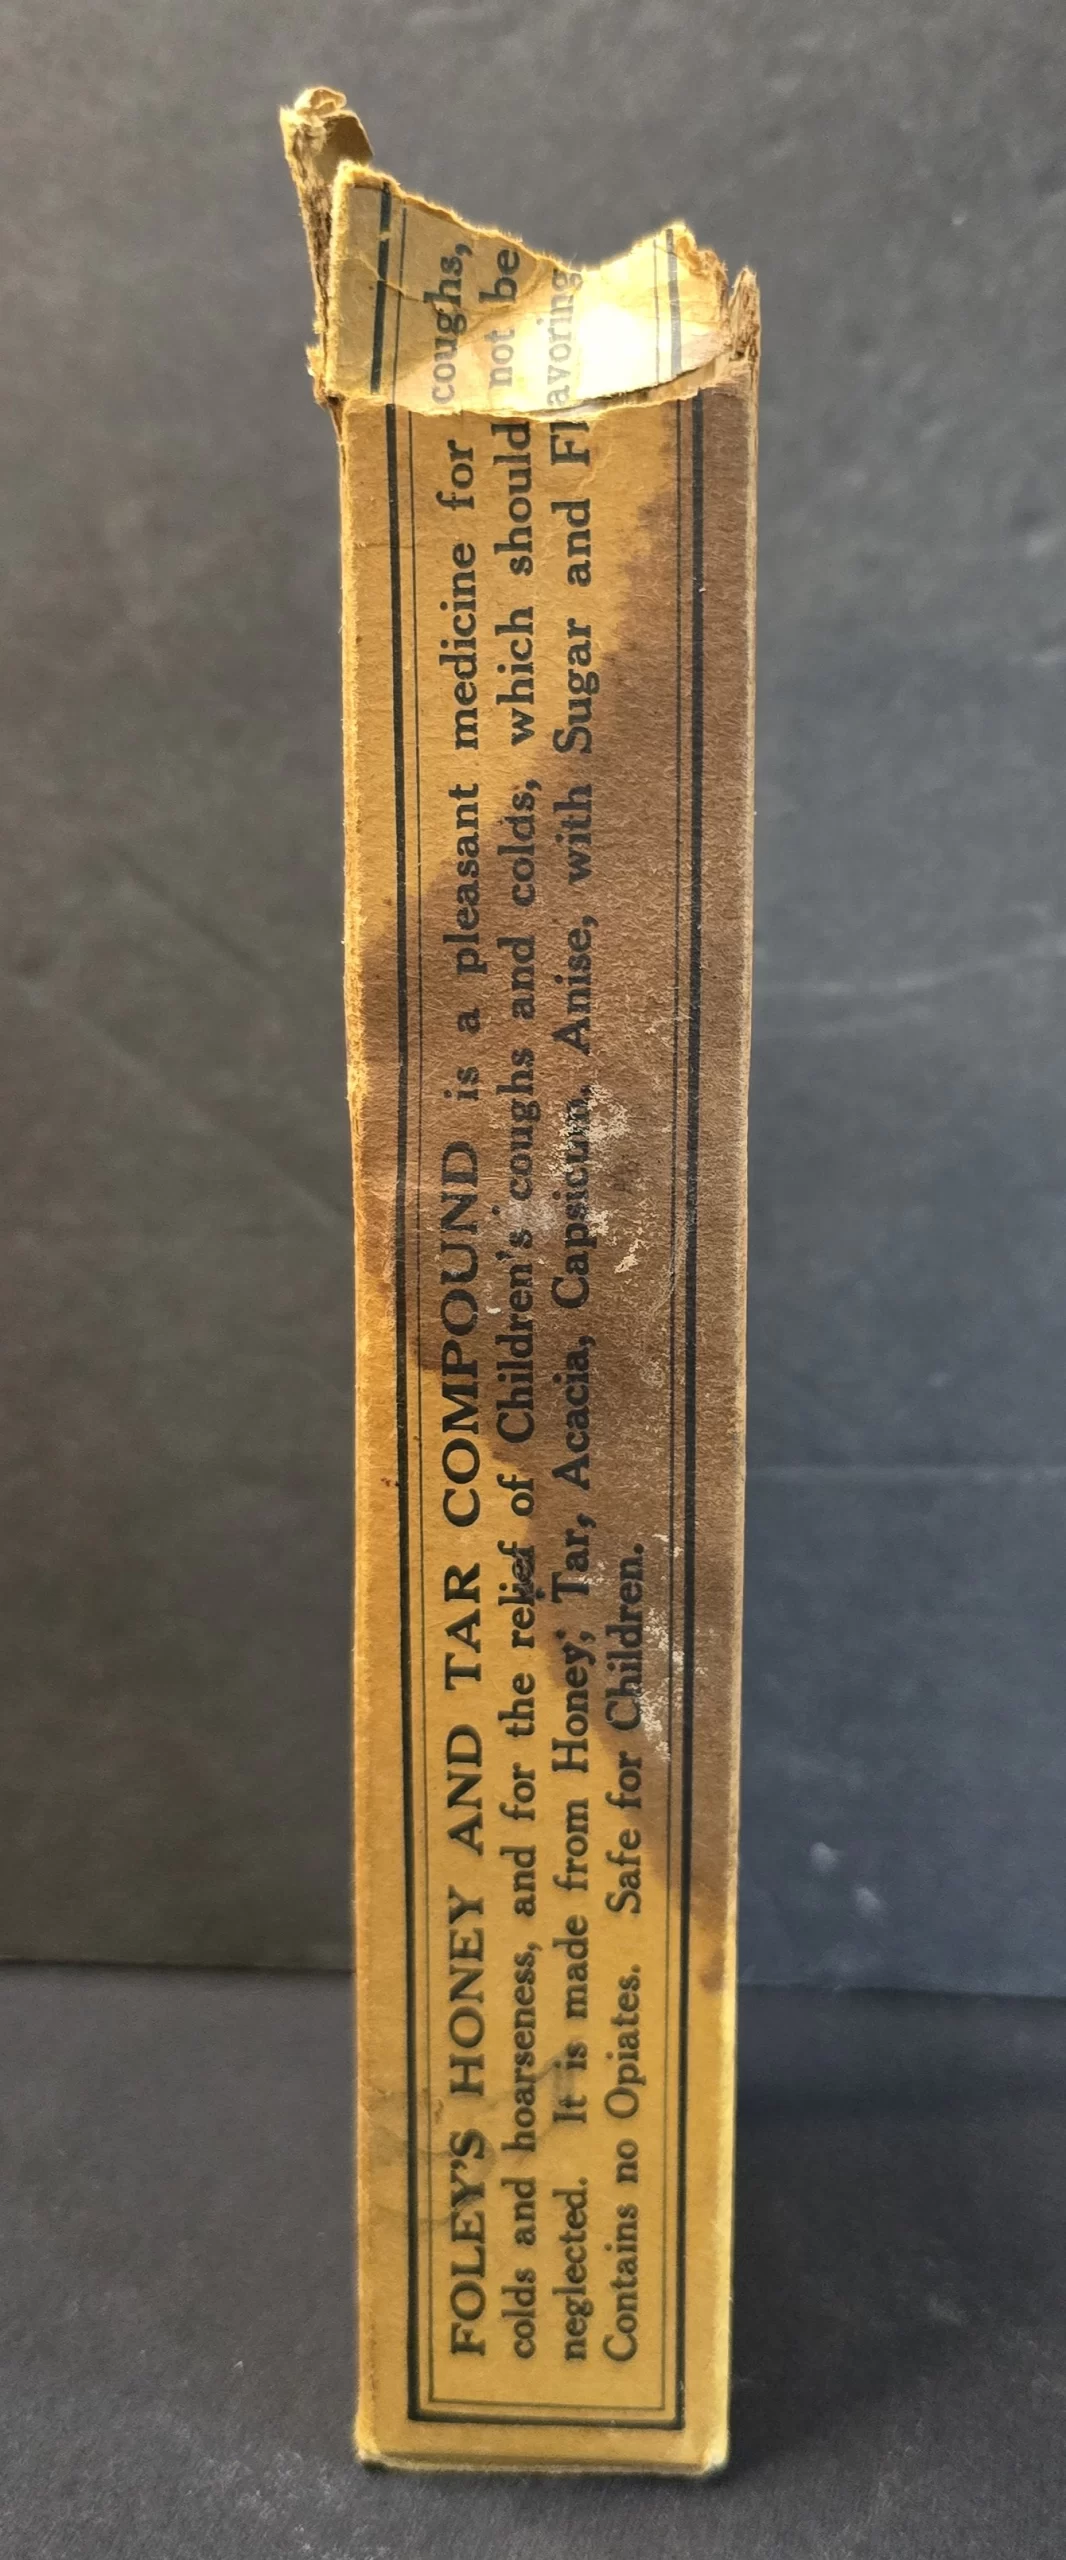 FOLEY'S HONEY AND TAR COMPOUND is a pleasant medicine for coughs,
colds and hoarseness, and for the relief of Children's coughs and colds, which should not be
neglected. It is made from Honey, Tar, Acacia, Capsicum, Anise, with Sugar and Flavoring
Contains no Opiates. Safe for Children.